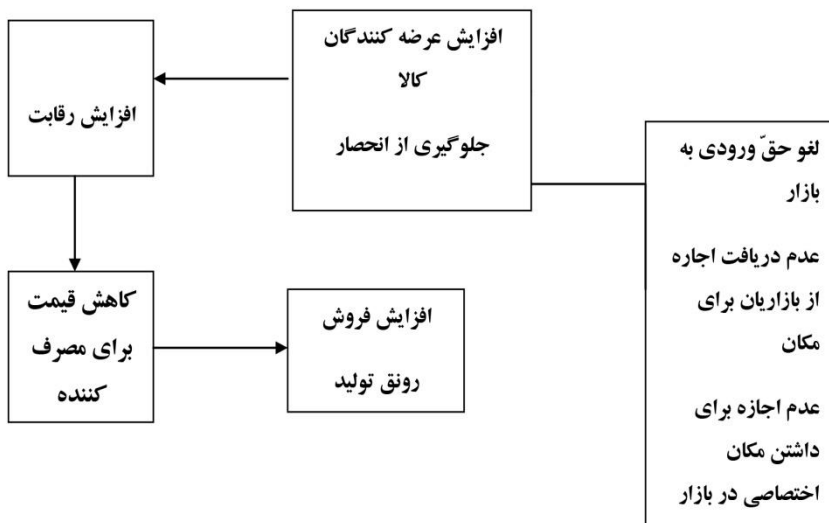 لغو حقّ ورودی به
بازار
عدم دریافت اجاره
از بازاریان برای
مکان
عدم اجازه برای
داشتن مکان
اختصاصی در بازار
افزایش عرضه کنندگان
کالا
جلوگیری از انحصار
افزایش رقابت
کاهش قیمت
برای مصرف
کننده
افزایش فروش
رونق تولید